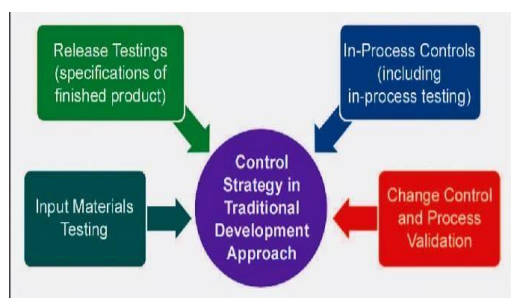 Release Testings
(specifications of
finished product)
In-Process Controls
(including
in-process testing)
Control
Strategy in
Traditional
Development
Approach
Input Materials
Testing
Change Control
and Process
Validation